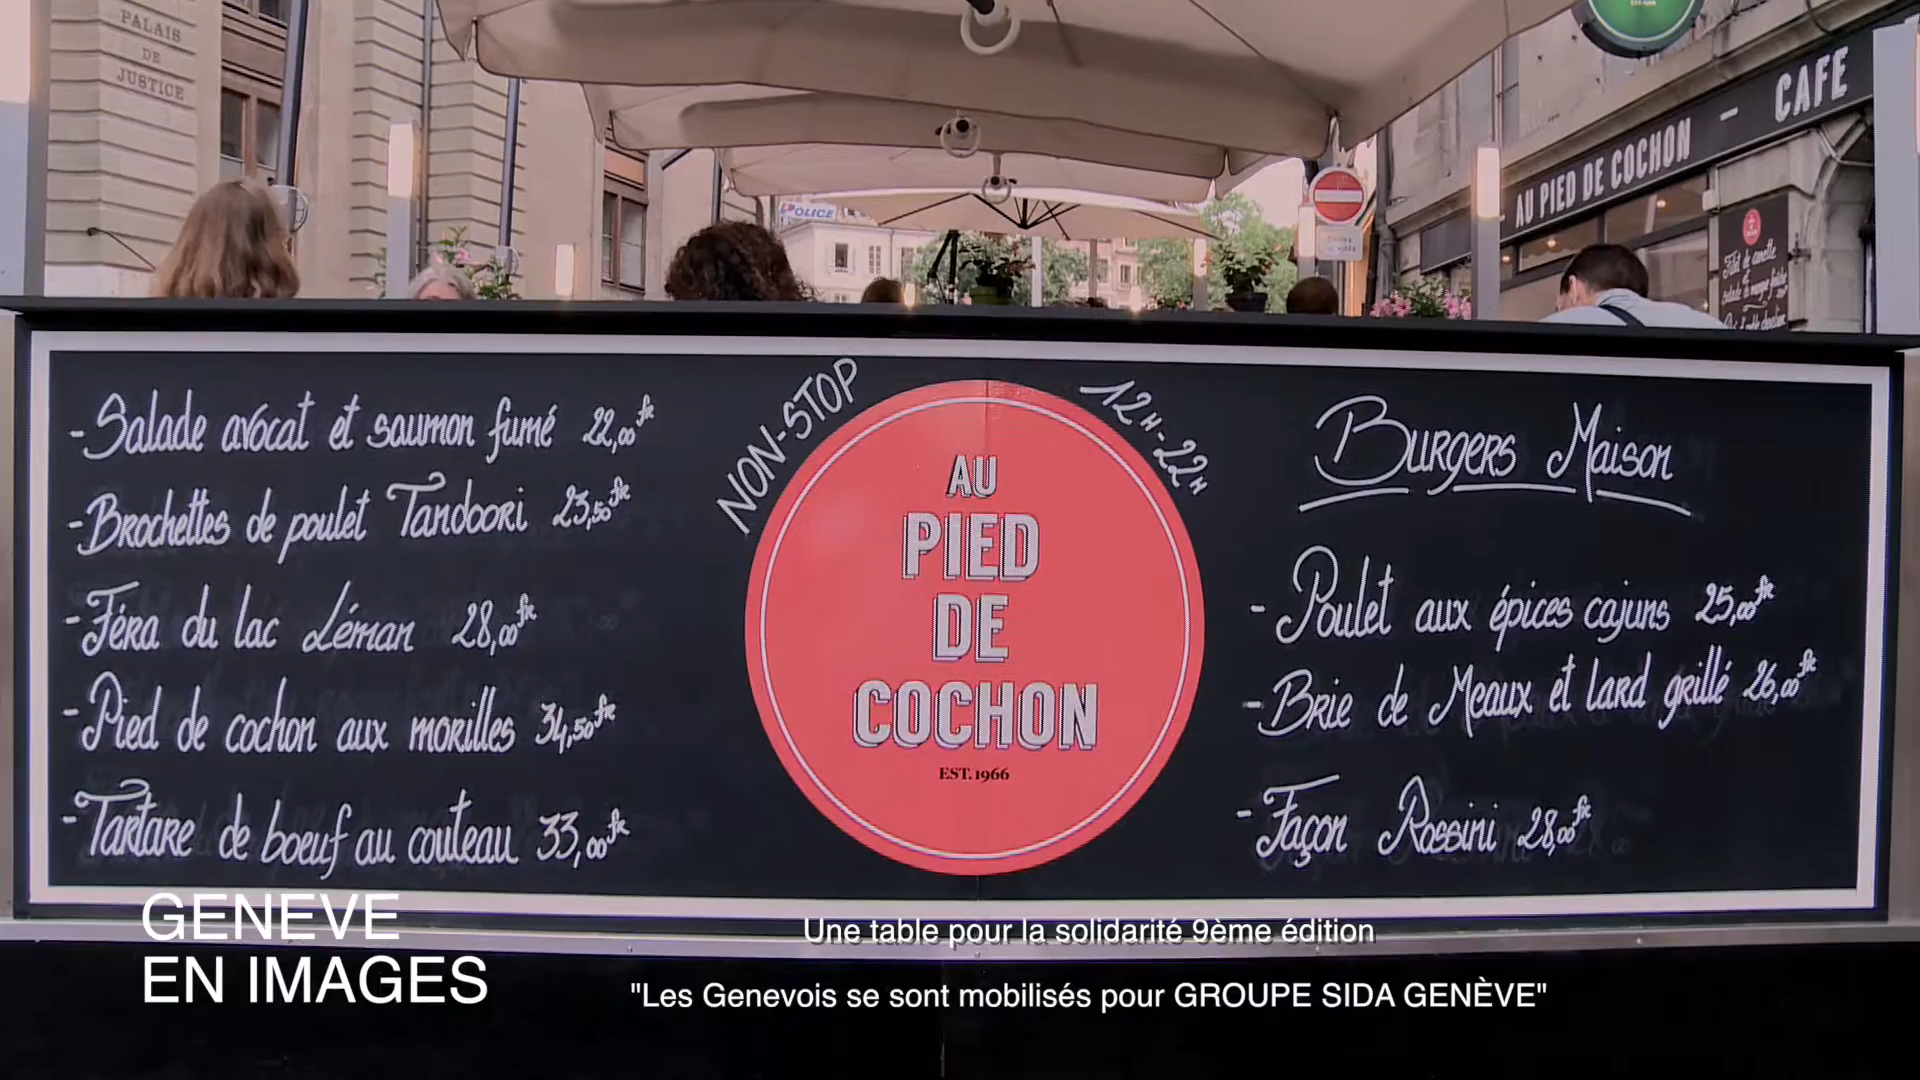 PALAIS
DE
JUSTICE
POLICE
AU PIED DE COCHON - CAFE
- Salade avocat et saumon fumé 22,00 fr
- Brochettes de poulet Tandoori 23,50 fr
- Féra du lac Léman 28,00 fr
- Pied de cochon aux morilles 34,50 fr
- Tartare de boeuf au couteau 33,00 fr
NON-STOP 12H-22H
AU
PIED
DE
COCHON
EST. 1966
Burgers Maison
- Poulet aux épices cajuns 25,00 fr
- Brie de Meaux et lard grillé 26,00 fr
- Façon Rossini 28,00 fr
GENEVE
EN IMAGES
Une table pour la solidarité 9ème édition
"Les Genevois se sont mobilisés pour GROUPE SIDA GENÈVE"